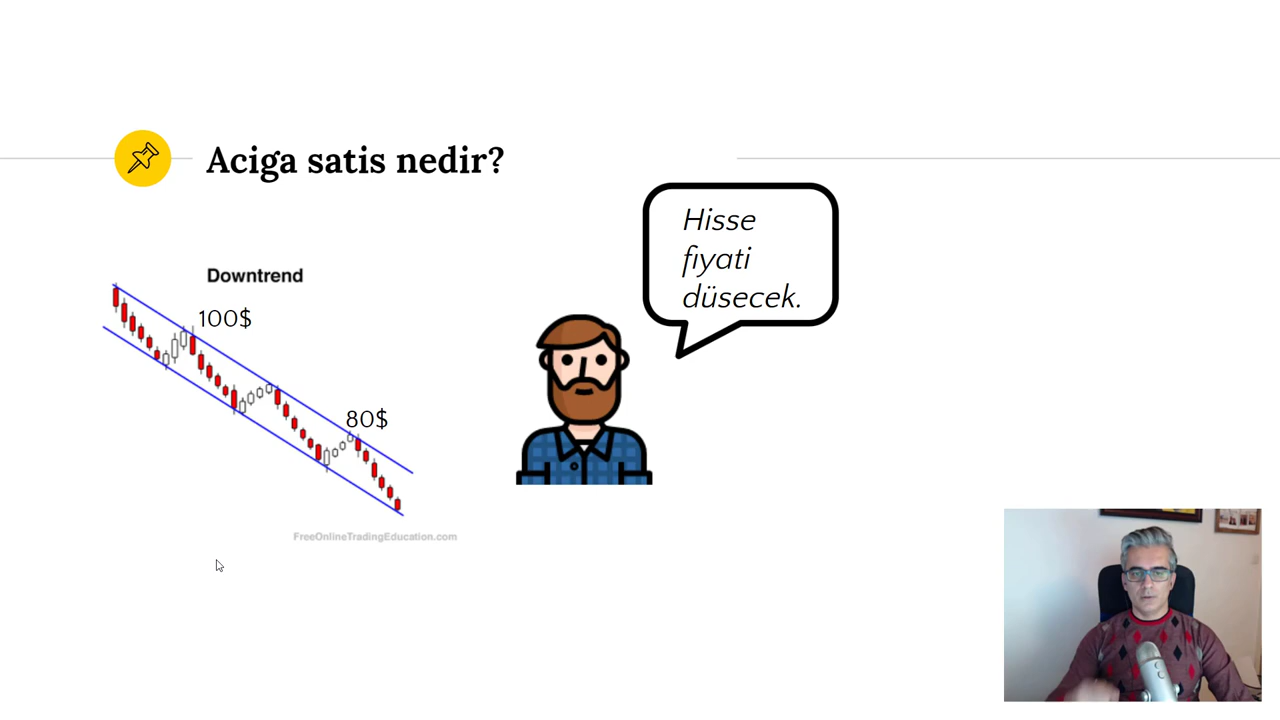 Aciga satis nedir?
Hisse
fiyati
düsecek.
Downtrend
100$
80$
FreeOnlineTradingEducation.com